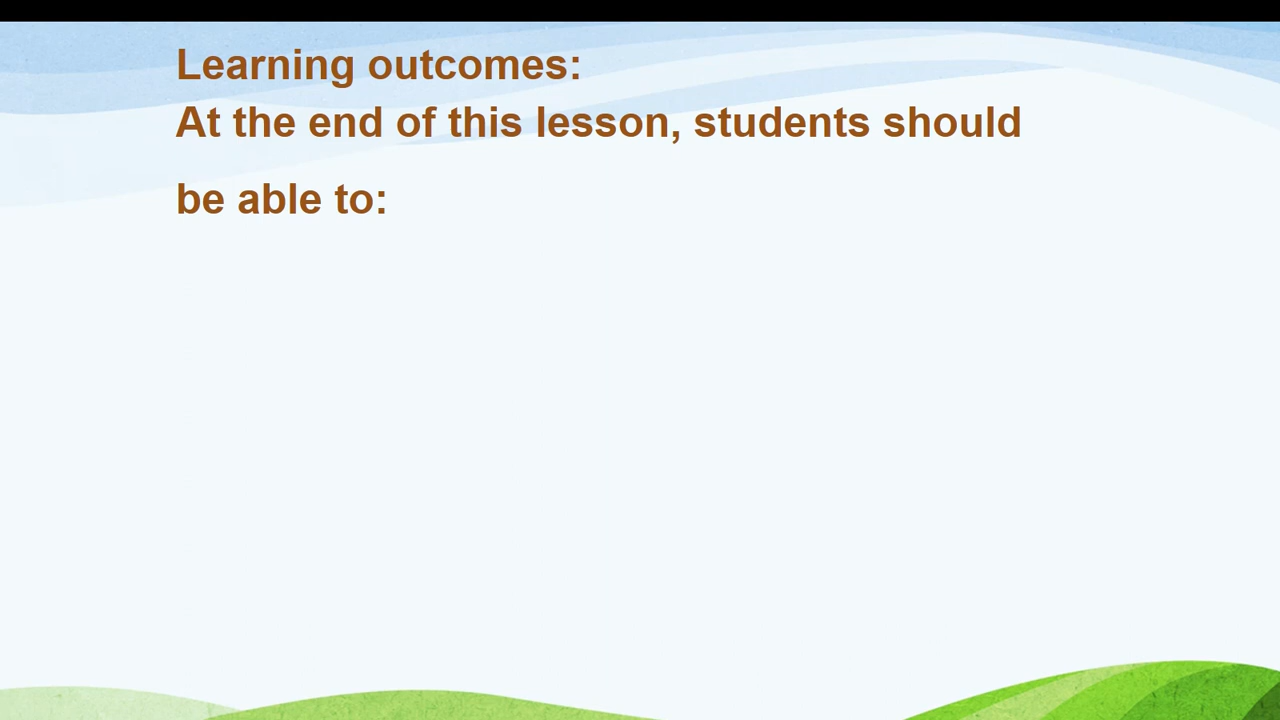 Learning outcomes:
At the end of this lesson, students should
be able to: